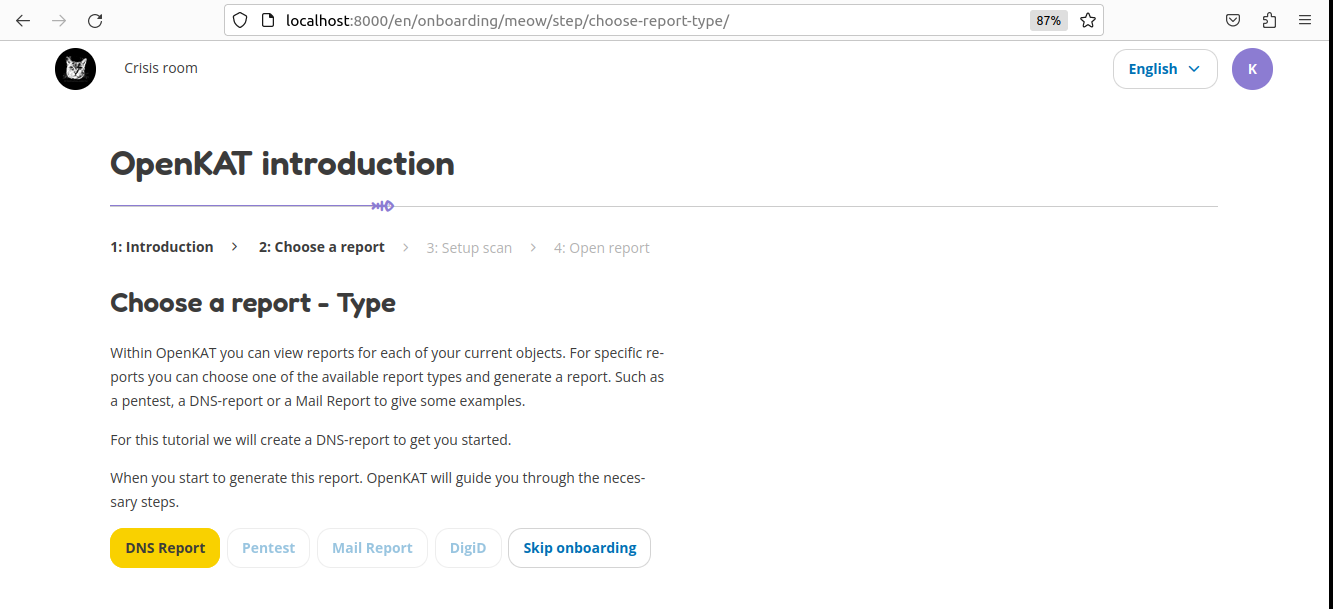 localhost:8000/en/onboarding/meow/step/choose-report-type/
87%
Crisis room
English
K
OpenKAT introduction
1: Introduction > 2: Choose a report > 3: Setup scan > 4: Open report
Choose a report - Type
Within OpenKAT you can view reports for each of your current objects. For specific re-
ports you can choose one of the available report types and generate a report. Such as
a pentest, a DNS-report or a Mail Report to give some examples.
For this tutorial we will create a DNS-report to get you started.
When you start to generate this report. OpenKAT will guide you through the neces-
sary steps.
DNS Report Pentest Mail Report DigiD Skip onboarding